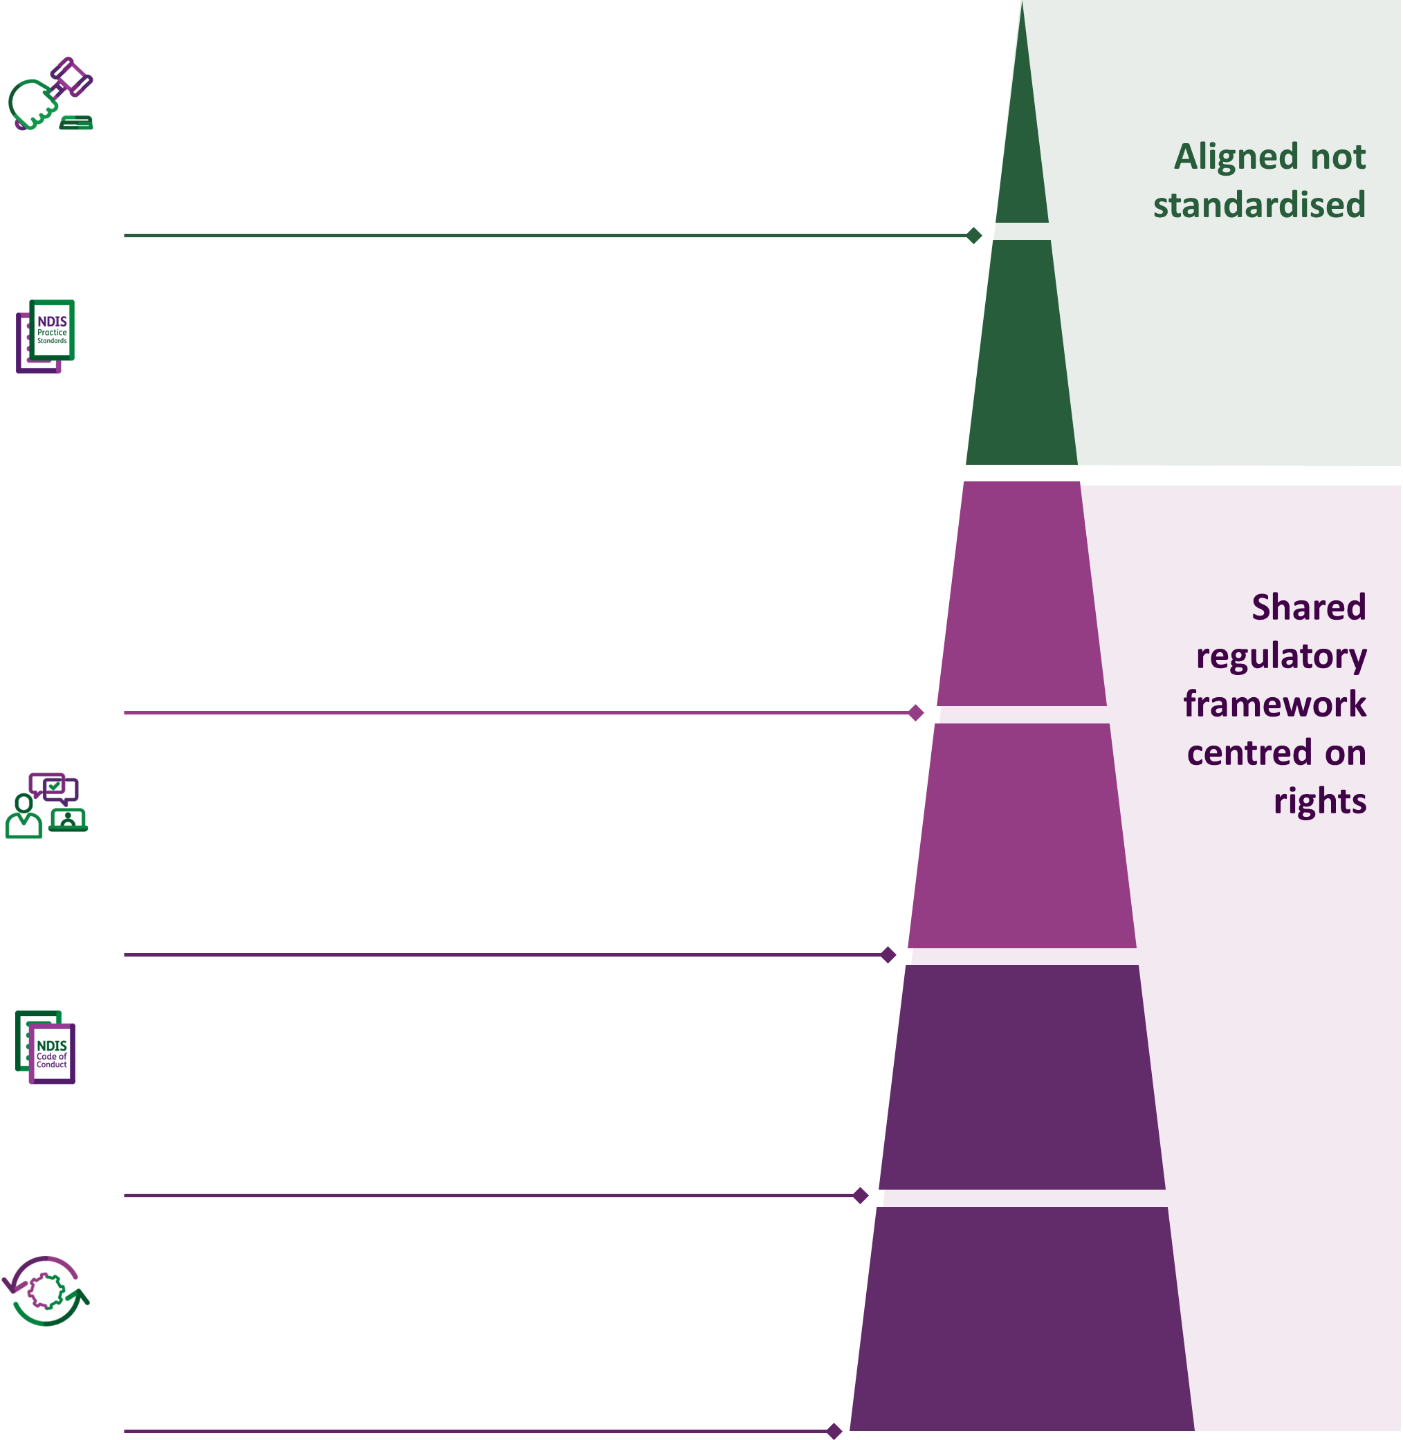 Aligned not
standardised
NDIS
Practice
Standards
Shared
regulatory
framework
centred on
rights
NDIS
Code of
Conduct